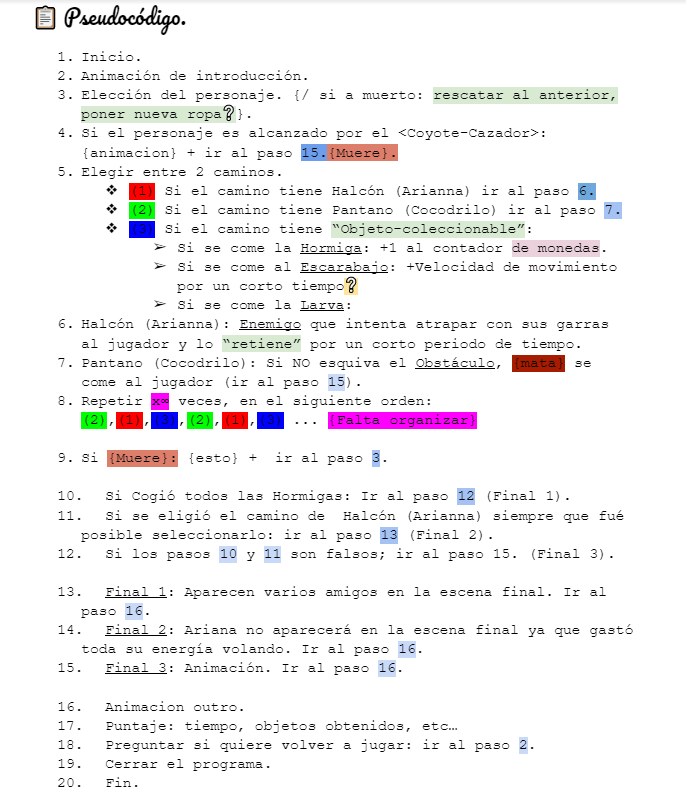 📋 Pseudocódigo.
1. Inicio.
2. Animación de introducción.
3. Elección del personaje. {/ si a muerto: rescatar al anterior,
poner nueva ropa❔}.
4. Si el personaje es alcanzado por el <Coyote-Cazador>:
{animacion} + ir al paso 15.{Muere}.
5. Elegir entre 2 caminos.
❖ (1) Si el camino tiene Halcón (Arianna) ir al paso 6.
❖ (2) Si el camino tiene Pantano (Cocodrilo) ir al paso 7.
❖ (3) Si el camino tiene “Objeto-coleccionable”:
➢ Si se come la Hormiga: +1 al contador de monedas.
➢ Si se come al Escarabajo: +Velocidad de movimiento
por un corto tiempo❔
➢ Si se come la Larva:
6. Halcón (Arianna): Enemigo que intenta atrapar con sus garras
al jugador y lo “retiene” por un corto periodo de tiempo.
7. Pantano (Cocodrilo): Si NO esquiva el Obstáculo, {mata} se
come al jugador (ir al paso 15).
8. Repetir x∞ veces, en el siguiente orden:
(2),(1),(3),(2),(1),(3) ... {Falta organizar}
9. Si {Muere}: {esto} + ir al paso 3.
10. Si Cogió todos las Hormigas: Ir al paso 12 (Final 1).
11. Si se eligió el camino de Halcón (Arianna) siempre que fué
posible seleccionarlo: ir al paso 13 (Final 2).
12. Si los pasos 10 y 11 son falsos; ir al paso 15. (Final 3).
13. Final 1: Aparecen varios amigos en la escena final. Ir al
paso 16.
14. Final 2: Ariana no aparecerá en la escena final ya que gastó
toda su energía volando. Ir al paso 16.
15. Final 3: Animación. Ir al paso 16.
16. Animacion outro.
17. Puntaje: tiempo, objetos obtenidos, etc…
18. Preguntar si quiere volver a jugar: ir al paso 2.
19. Cerrar el programa.
20. Fin.